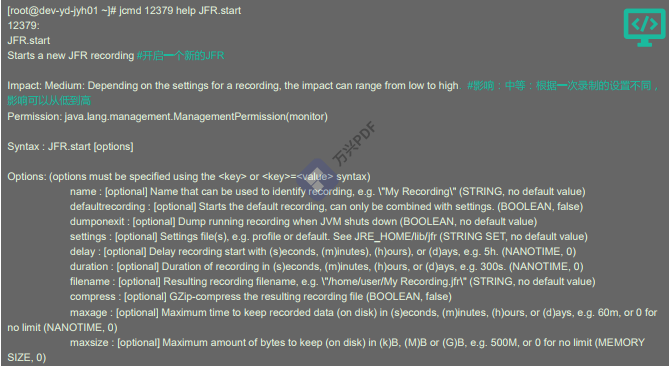 [root@dev-yd-jyh01 ~]# jcmd 12379 help JFR.start
12379:
JFR.start
Starts a new JFR recording #开启一个新的JFR
Impact: Medium: Depending on the settings for a recording, the impact can range from low to high. #影响：中等：根据一次录制的设置不同，
影响可以从低到高
Permission: java.lang.management.ManagementPermission(monitor)
Syntax : JFR.start [options]
Options: (options must be specified using the <key> or <key>=<value> syntax)
name : [optional] Name that can be used to identify recording, e.g. \"My Recording\" (STRING, no default value)
defaultrecording : [optional] Starts the default recording, can only be combined with settings. (BOOLEAN, false)
dumponexit : [optional] Dump running recording when JVM shuts down (BOOLEAN, no default value)
settings : [optional] Settings file(s), e.g. profile or default. See JRE_HOME/lib/jfr (STRING SET, no default value)
delay : [optional] Delay recording start with (s)econds, (m)inutes), (h)ours), or (d)ays, e.g. 5h. (NANOTIME, 0)
duration : [optional] Duration of recording in (s)econds, (m)inutes, (h)ours, or (d)ays, e.g. 300s. (NANOTIME, 0)
filename : [optional] Resulting recording filename, e.g. \"/home/user/My Recording.jfr\" (STRING, no default value)
compress : [optional] GZip-compress the resulting recording file (BOOLEAN, false)
maxage : [optional] Maximum time to keep recorded data (on disk) in (s)econds, (m)inutes, (h)ours, or (d)ays, e.g. 60m, or 0 for
no limit (NANOTIME, 0)
maxsize : [optional] Maximum amount of bytes to keep (on disk) in (k)B, (M)B or (G)B, e.g. 500M, or 0 for no limit (MEMORY
SIZE, 0)
万兴PDF